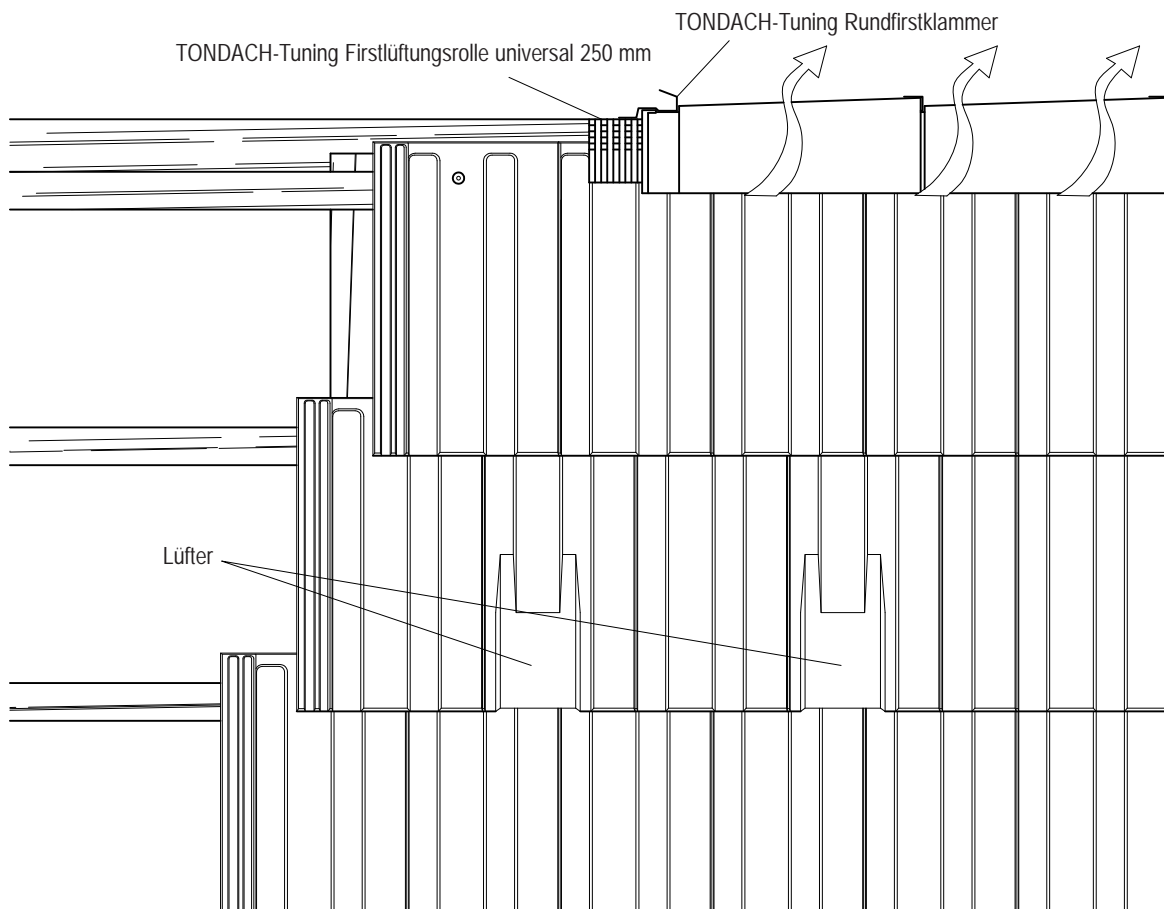 TONDACH-Tuning Rundfirstklammer
TONDACH-Tuning Firstlüftungsrolle universal 250 mm
Lüfter